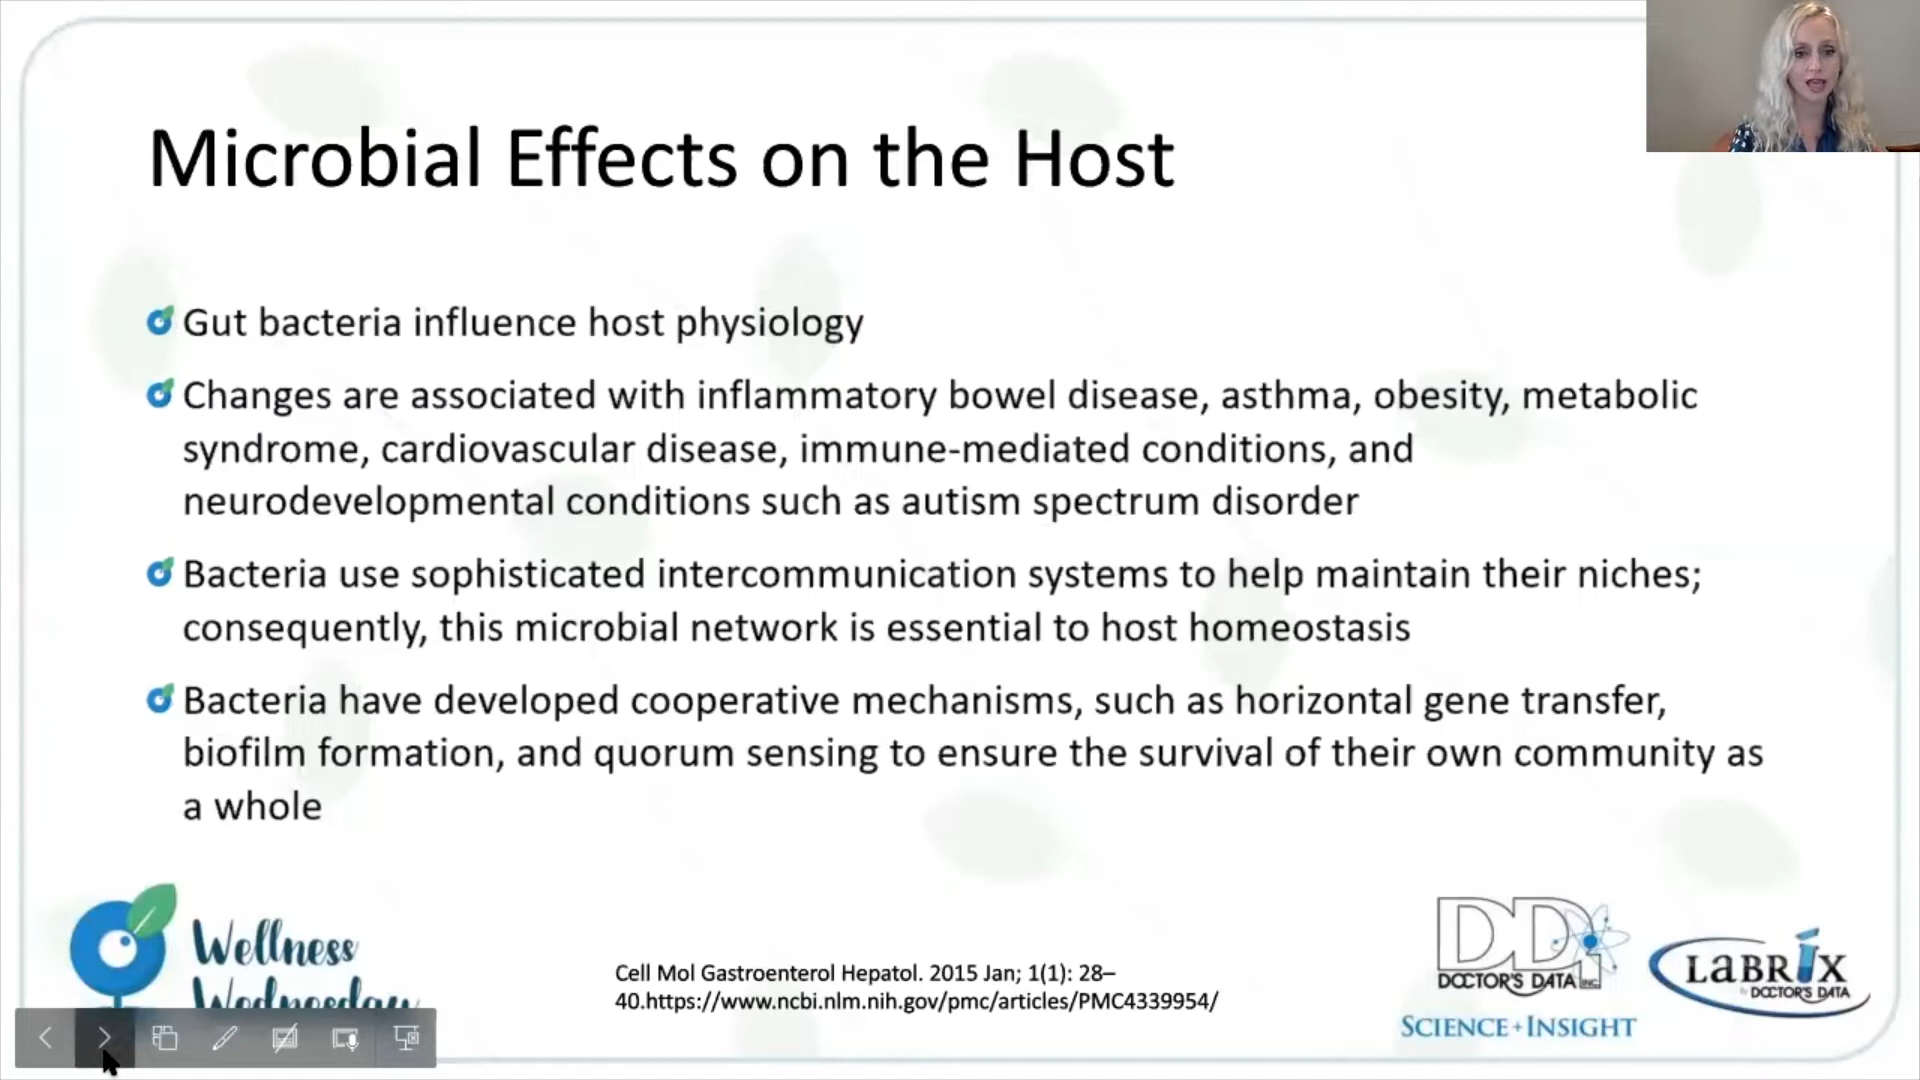 Microbial Effects on the Host
Gut bacteria influence host physiology
Changes are associated with inflammatory bowel disease, asthma, obesity, metabolic
syndrome, cardiovascular disease, immune-mediated conditions, and
neurodevelopmental conditions such as autism spectrum disorder
Bacteria use sophisticated intercommunication systems to help maintain their niches;
consequently, this microbial network is essential to host homeostasis
Bacteria have developed cooperative mechanisms, such as horizontal gene transfer,
biofilm formation, and quorum sensing to ensure the survival of their own community as
a whole
Wellness
Wednesday
Cell Mol Gastroenterol Hepatol. 2015 Jan; 1(1): 28–
40.https://www.ncbi.nlm.nih.gov/pmc/articles/PMC4339954/
DDI
DOCTOR'S DATA INC.
SCIENCE + INSIGHT
LABRIX
by DOCTOR'S DATA